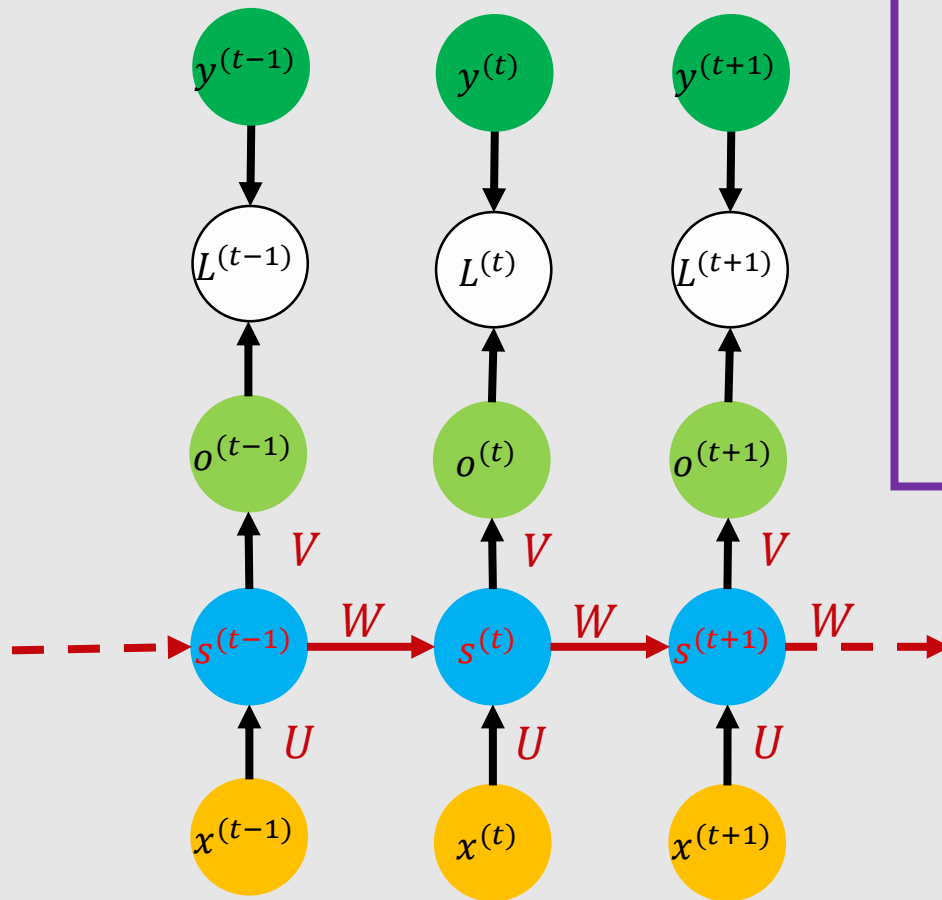 y^(t−1) y^(t) y^(t+1)
L^(t−1) L^(t) L^(t+1)
o^(t−1) o^(t) o^(t+1)
V V V
W W W
s^(t−1) s^(t) s^(t+1)
U U U
x^(t−1) x^(t) x^(t+1)